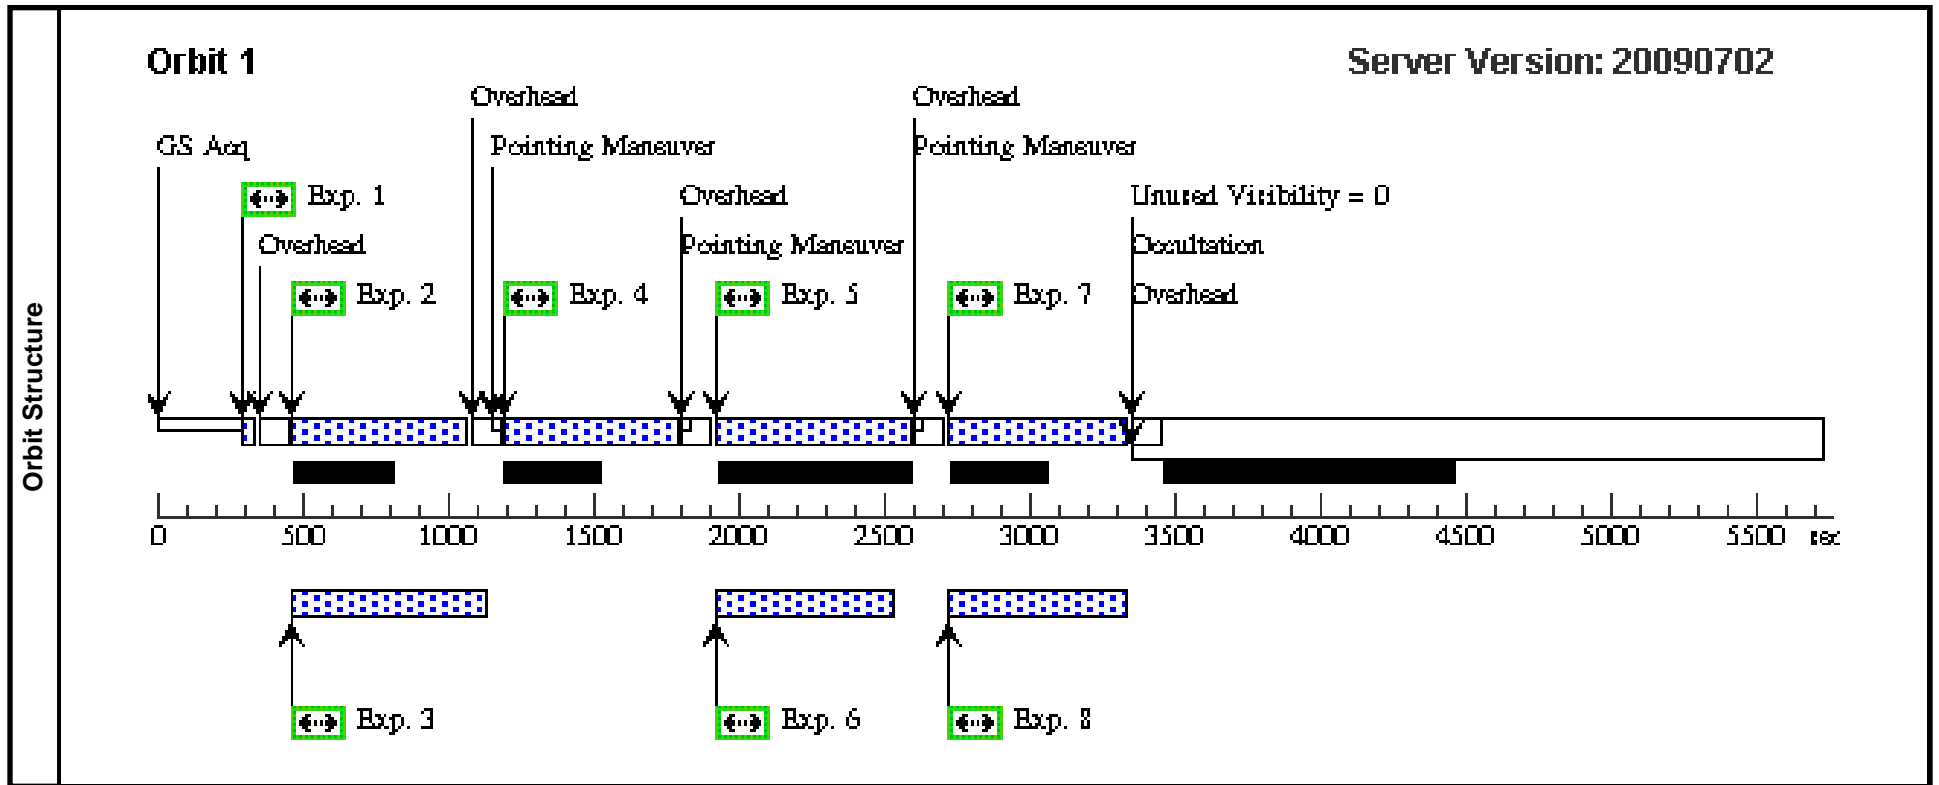 Orbit Structure
Orbit 1
Server Version: 20090702
Overhead
Overhead
GS Acq
Pointing Maneuver
Pointing Maneuver
Exp. 1
Overhead
Unused Visibility = 0
Overhead
Pointing Maneuver
Occultation
Exp. 2
Exp. 4
Exp. 5
Exp. 7
Overhead
0 500 1000 1500 2000 2500 3000 3500 4000 4500 5000 5500 sec
Exp. 3
Exp. 6
Exp. 8